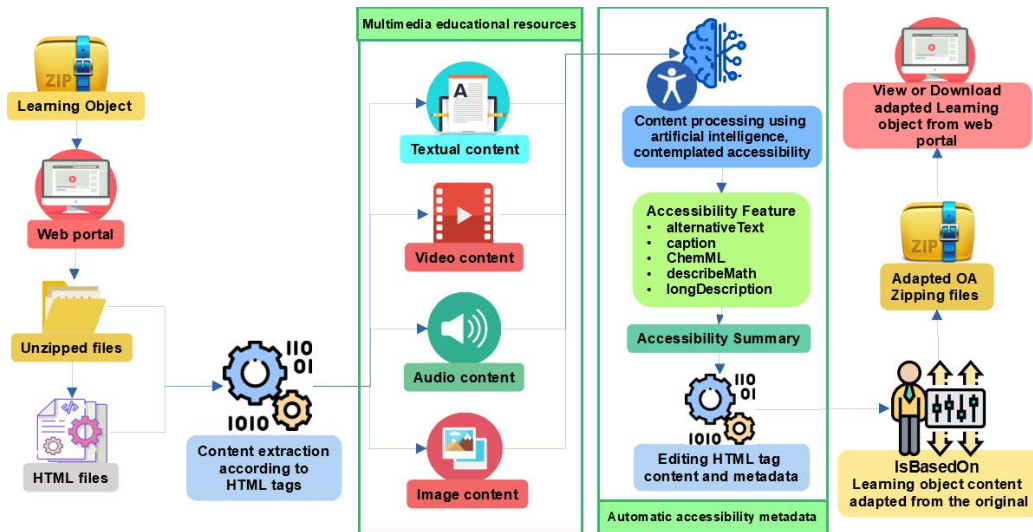 ZIP
Learning Object
Web portal
Unzipped files
HTML files
110
01
1010
Content extraction
according to
HTML tags
Multimedia educational resources
A
Textual content
Video content
Audio content
Image content
Content processing using
artificial intelligence,
contemplated accessibility
Accessibility Feature
• alternativeText
• caption
• ChemML
• describeMath
• longDescription
Accessibility Summary
110
01
1010
Editing HTML tag
content and metadata
Automatic accessibility metadata
View or Download
adapted Learning
object from web
portal
ZIP
Adapted OA
Zipping files
IsBasedOn
Learning object content
adapted from the original